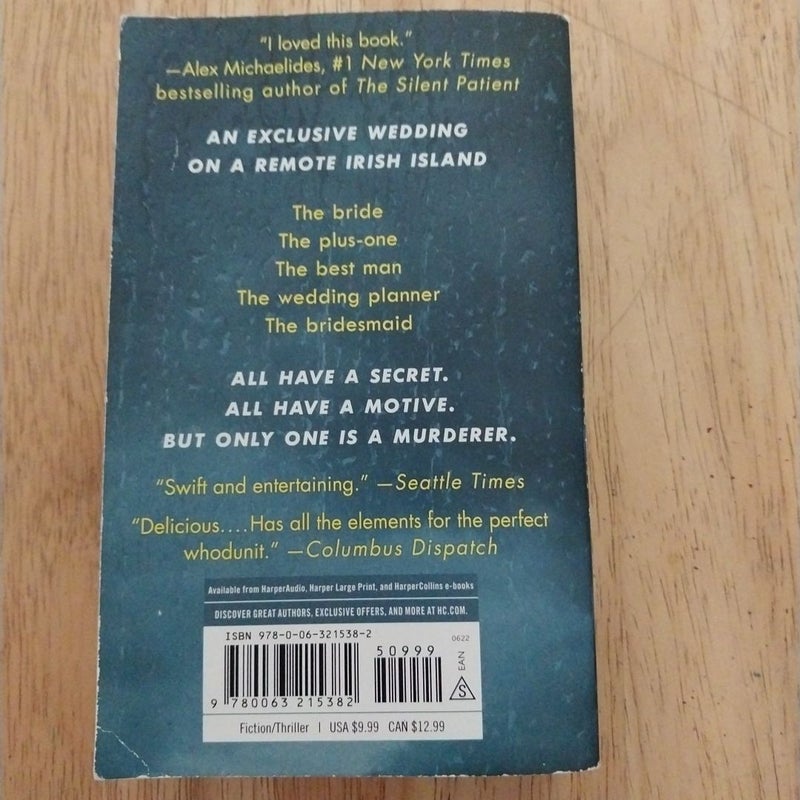 "I loved this book."
—Alex Michaelides, #1 New York Times
bestselling author of The Silent Patient
AN EXCLUSIVE WEDDING
ON A REMOTE IRISH ISLAND
The bride
The plus-one
The best man
The wedding planner
The bridesmaid
ALL HAVE A SECRET.
ALL HAVE A MOTIVE.
BUT ONLY ONE IS A MURDERER.
"Swift and entertaining." —Seattle Times
"Delicious....Has all the elements for the perfect
whodunit." —Columbus Dispatch
Available from HarperAudio, Harper Large Print, and HarperCollins e-books
DISCOVER GREAT AUTHORS, EXCLUSIVE OFFERS, AND MORE AT HC.COM.
ISBN 978-0-06-321538-2
50999
0622
EAN
S
9 780063 215382
Fiction/Thriller | USA $9.99 CAN $12.99